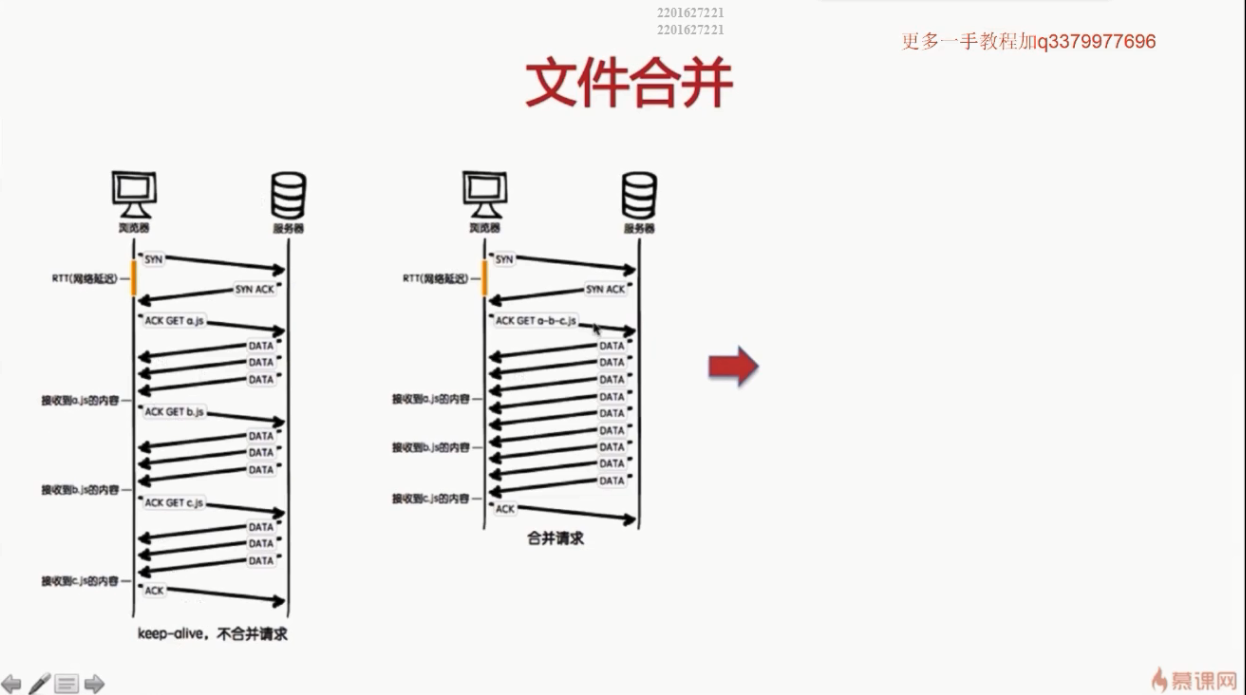 2201627221
2201627221
更多一手教程加q3379977696
文件合并
浏览器
服务器
SYN
RTT(网络延迟)
SYN ACK
ACK GET a.js
DATA
DATA
DATA
接收到a.js的内容
ACK GET b.js
DATA
DATA
DATA
接收到b.js的内容
ACK GET c.js
DATA
DATA
DATA
接收到c.js的内容
ACK
keep-alive，不合并请求
浏览器
服务器
SYN
RTT(网络延迟)
SYN ACK
ACK GET a-b-c.js
DATA
DATA
DATA
接收到a.js的内容
DATA
DATA
DATA
接收到b.js的内容
DATA
DATA
DATA
接收到c.js的内容
ACK
合并请求
慕课网